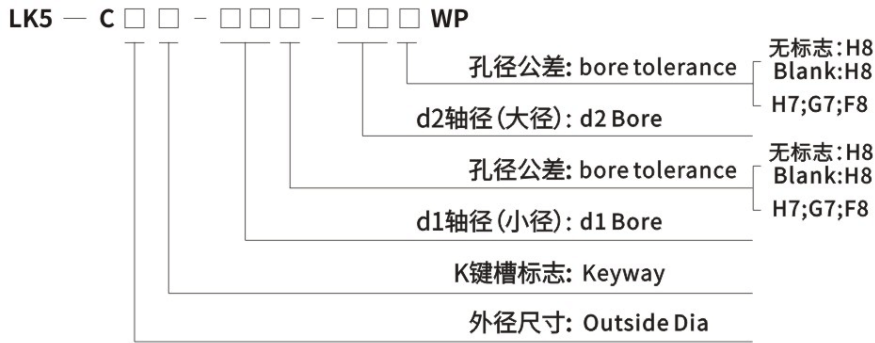 LK5 — C□ □ - □□□ - □□□ WP
孔径公差: bore tolerance
无标志:H8
Blank:H8
H7;G7;F8
d2轴径(大径): d2 Bore
孔径公差: bore tolerance
无标志:H8
Blank:H8
H7;G7;F8
d1轴径(小径): d1 Bore
K键槽标志: Keyway
外径尺寸: Outside Dia